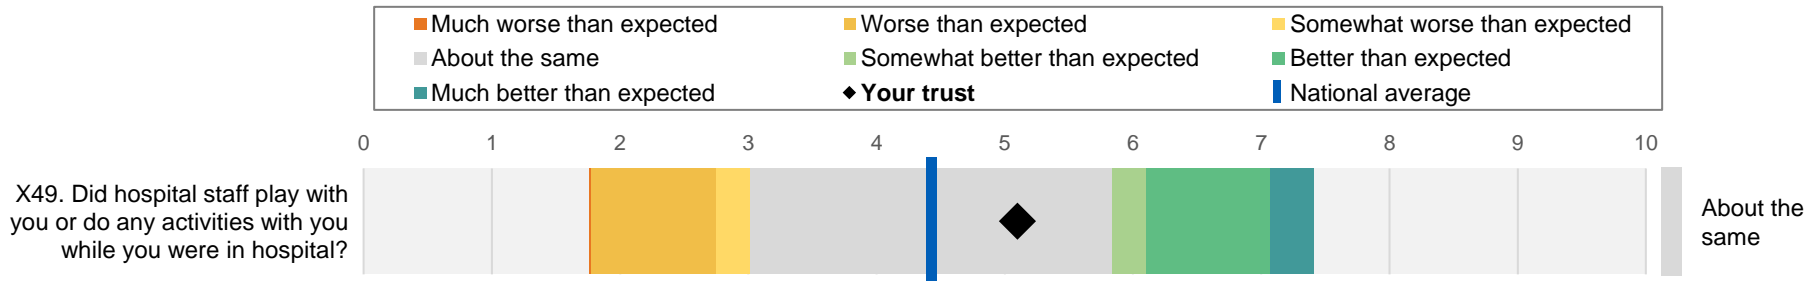 Much worse than expected Worse than expected Somewhat worse than expected
About the same Somewhat better than expected Better than expected
Much better than expected Your trust National average
0 1 2 3 4 5 6 7 8 9 10
X49. Did hospital staff play with
you or do any activities with you
while you were in hospital?
About the
same